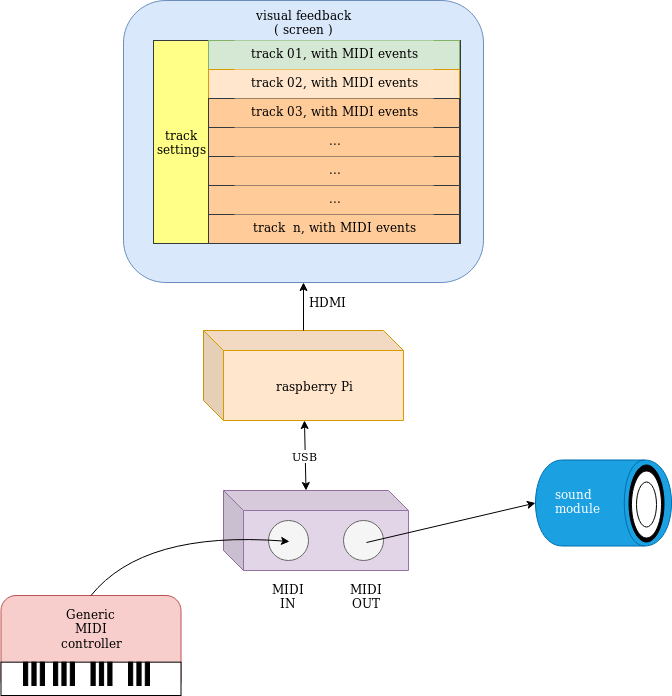 visual feedback
( screen )
track 01, with MIDI events
track 02, with MIDI events
track 03, with MIDI events
track
settings
...
...
...
track  n, with MIDI events
HDMI
raspberry Pi
USB
sound
module
MIDI
IN
MIDI
OUT
Generic
MIDI
controller